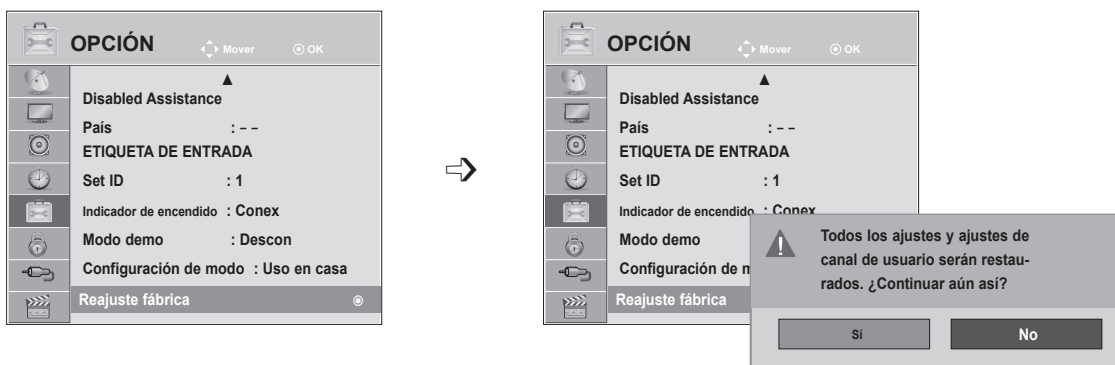 OPCIÓN Mover OK
Disabled Assistance
País : – –
ETIQUETA DE ENTRADA
Set ID : 1
Indicador de encendido : Conex
Modo demo : Descon
Configuración de modo : Uso en casa
Reajuste fábrica
OPCIÓN Mover OK
Disabled Assistance
País : – –
ETIQUETA DE ENTRADA
Set ID : 1
Indicador de encendido : Conex
Modo demo
Configuración de m
Reajuste fábrica
Todos los ajustes y ajustes de
canal de usuario serán restau-
rados. ¿Continuar aún así?
Sí No